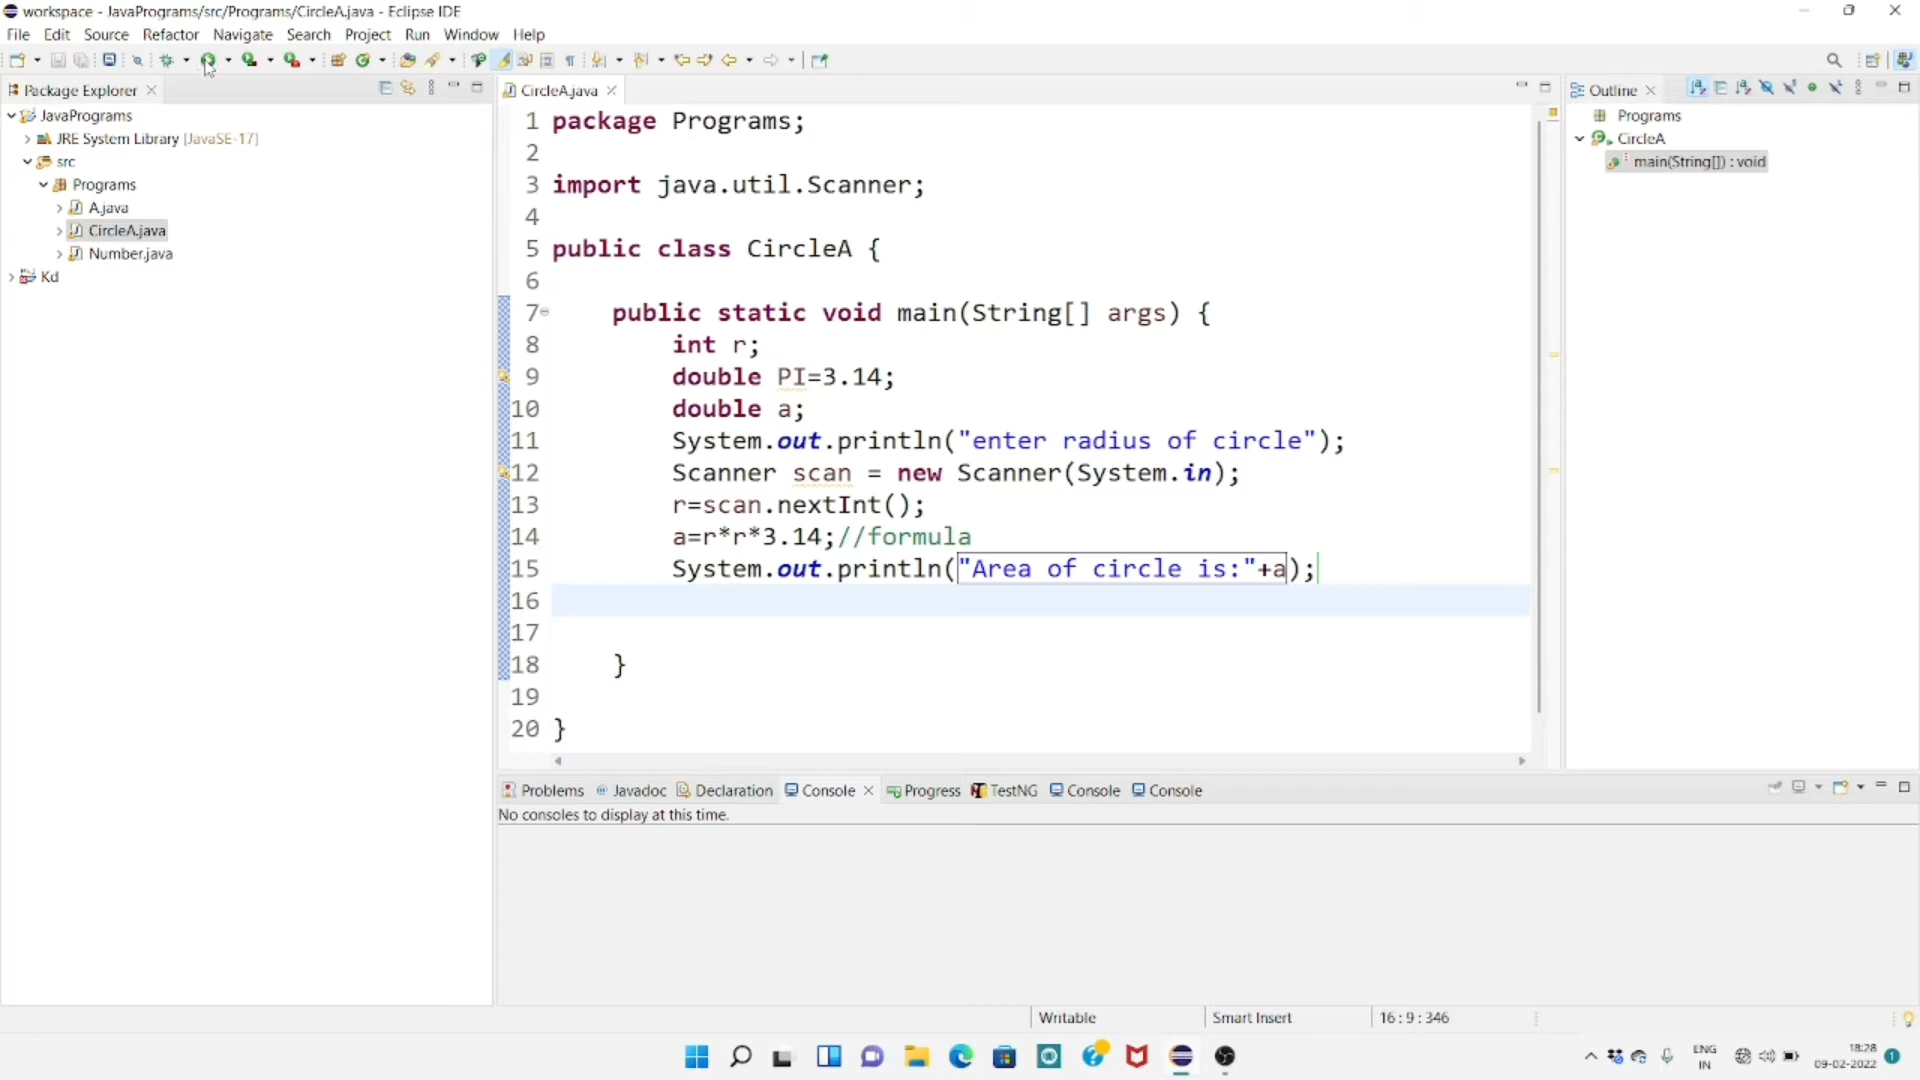 workspace - JavaPrograms/src/Programs/CircleA.java - Eclipse IDE
File Edit Source Refactor Navigate Search Project Run Window Help
Package Explorer
JavaPrograms
JRE System Library [JavaSE-17]
src
Programs
A.java
CircleA.java
Number.java
Kd
CircleA.java
1 package Programs;
2
3 import java.util.Scanner;
4
5 public class CircleA {
6
7 public static void main(String[] args) {
8 int r;
9 double PI=3.14;
10 double a;
11 System.out.println("enter radius of circle");
12 Scanner scan = new Scanner(System.in);
13 r=scan.nextInt();
14 a=r*r*3.14;//formula
15 System.out.println("Area of circle is:"+a);
16
17
18 }
19
20 }
Outline
Programs
CircleA
main(String[]) : void
Problems Javadoc Declaration Console Progress TestNG Console Console
No consoles to display at this time.
Writable Smart Insert 16 : 9 : 346
ENG
IN
18:28
09-02-2022
1